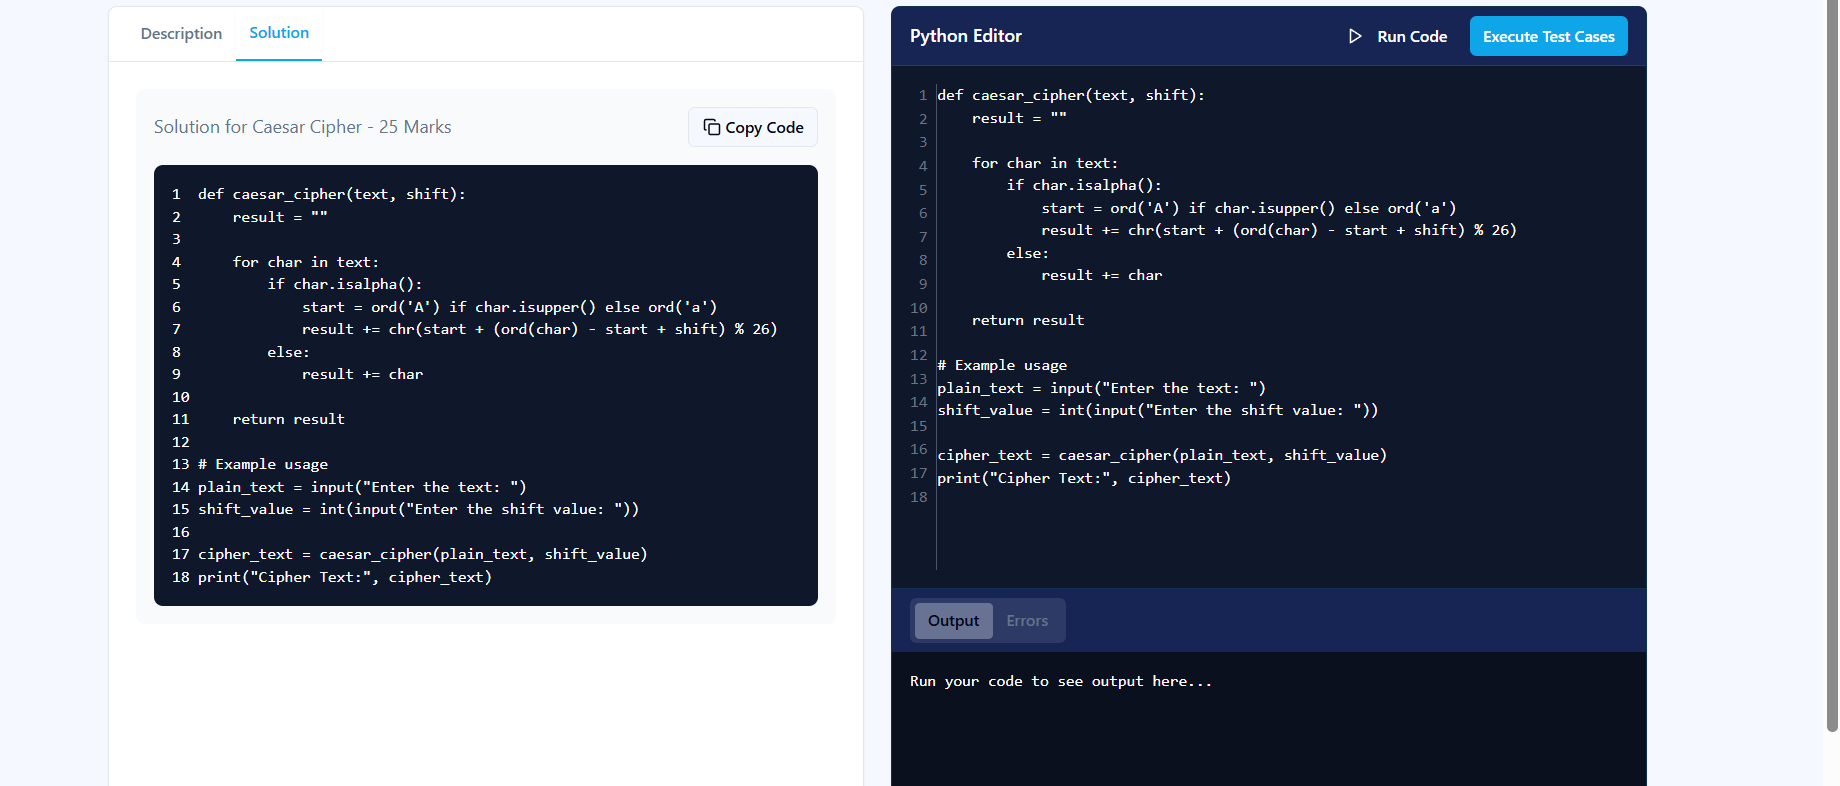 Description Solution
Solution for Caesar Cipher - 25 Marks Copy Code
1 def caesar_cipher(text, shift):
2     result = ""
3
4     for char in text:
5         if char.isalpha():
6             start = ord('A') if char.isupper() else ord('a')
7             result += chr(start + (ord(char) - start + shift) % 26)
8         else:
9             result += char
10
11     return result
12
13 # Example usage
14 plain_text = input("Enter the text: ")
15 shift_value = int(input("Enter the shift value: "))
16
17 cipher_text = caesar_cipher(plain_text, shift_value)
18 print("Cipher Text:", cipher_text)
Python Editor Run Code Execute Test Cases
1 def caesar_cipher(text, shift):
2     result = ""
3
4     for char in text:
5         if char.isalpha():
6             start = ord('A') if char.isupper() else ord('a')
7             result += chr(start + (ord(char) - start + shift) % 26)
8         else:
9             result += char
10
11     return result
12
13 # Example usage
14 plain_text = input("Enter the text: ")
15 shift_value = int(input("Enter the shift value: "))
16
17 cipher_text = caesar_cipher(plain_text, shift_value)
18 print("Cipher Text:", cipher_text)
Output Errors
Run your code to see output here...